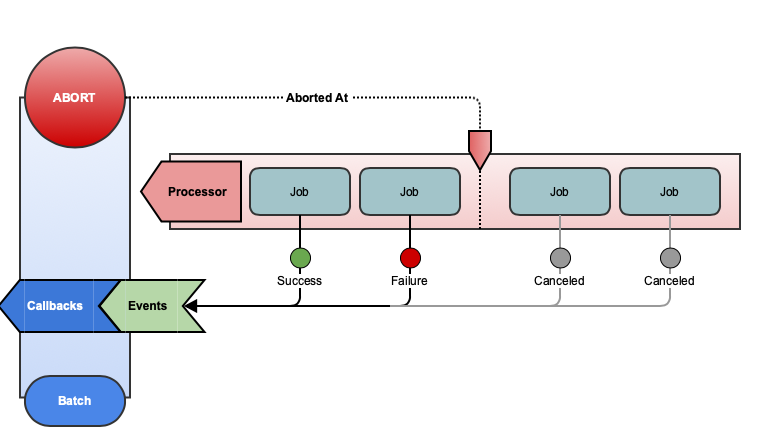 ABORT
Aborted At
Processor
Job
Job
Job
Job
Success
Failure
Canceled
Canceled
Callbacks
Events
Batch